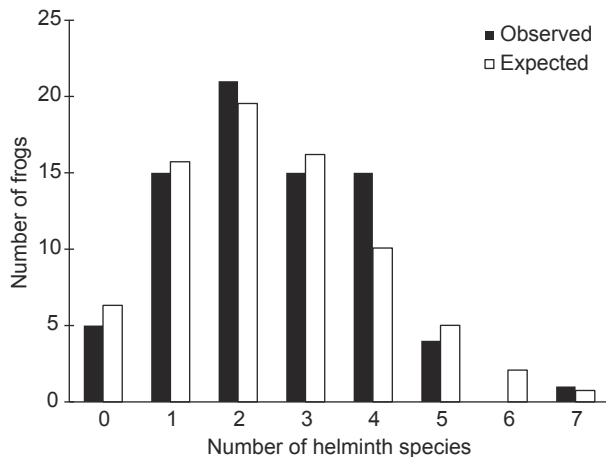 25
20
15
10
5
0
Number of frogs
Observed
Expected
0 1 2 3 4 5 6 7
Number of helminth species